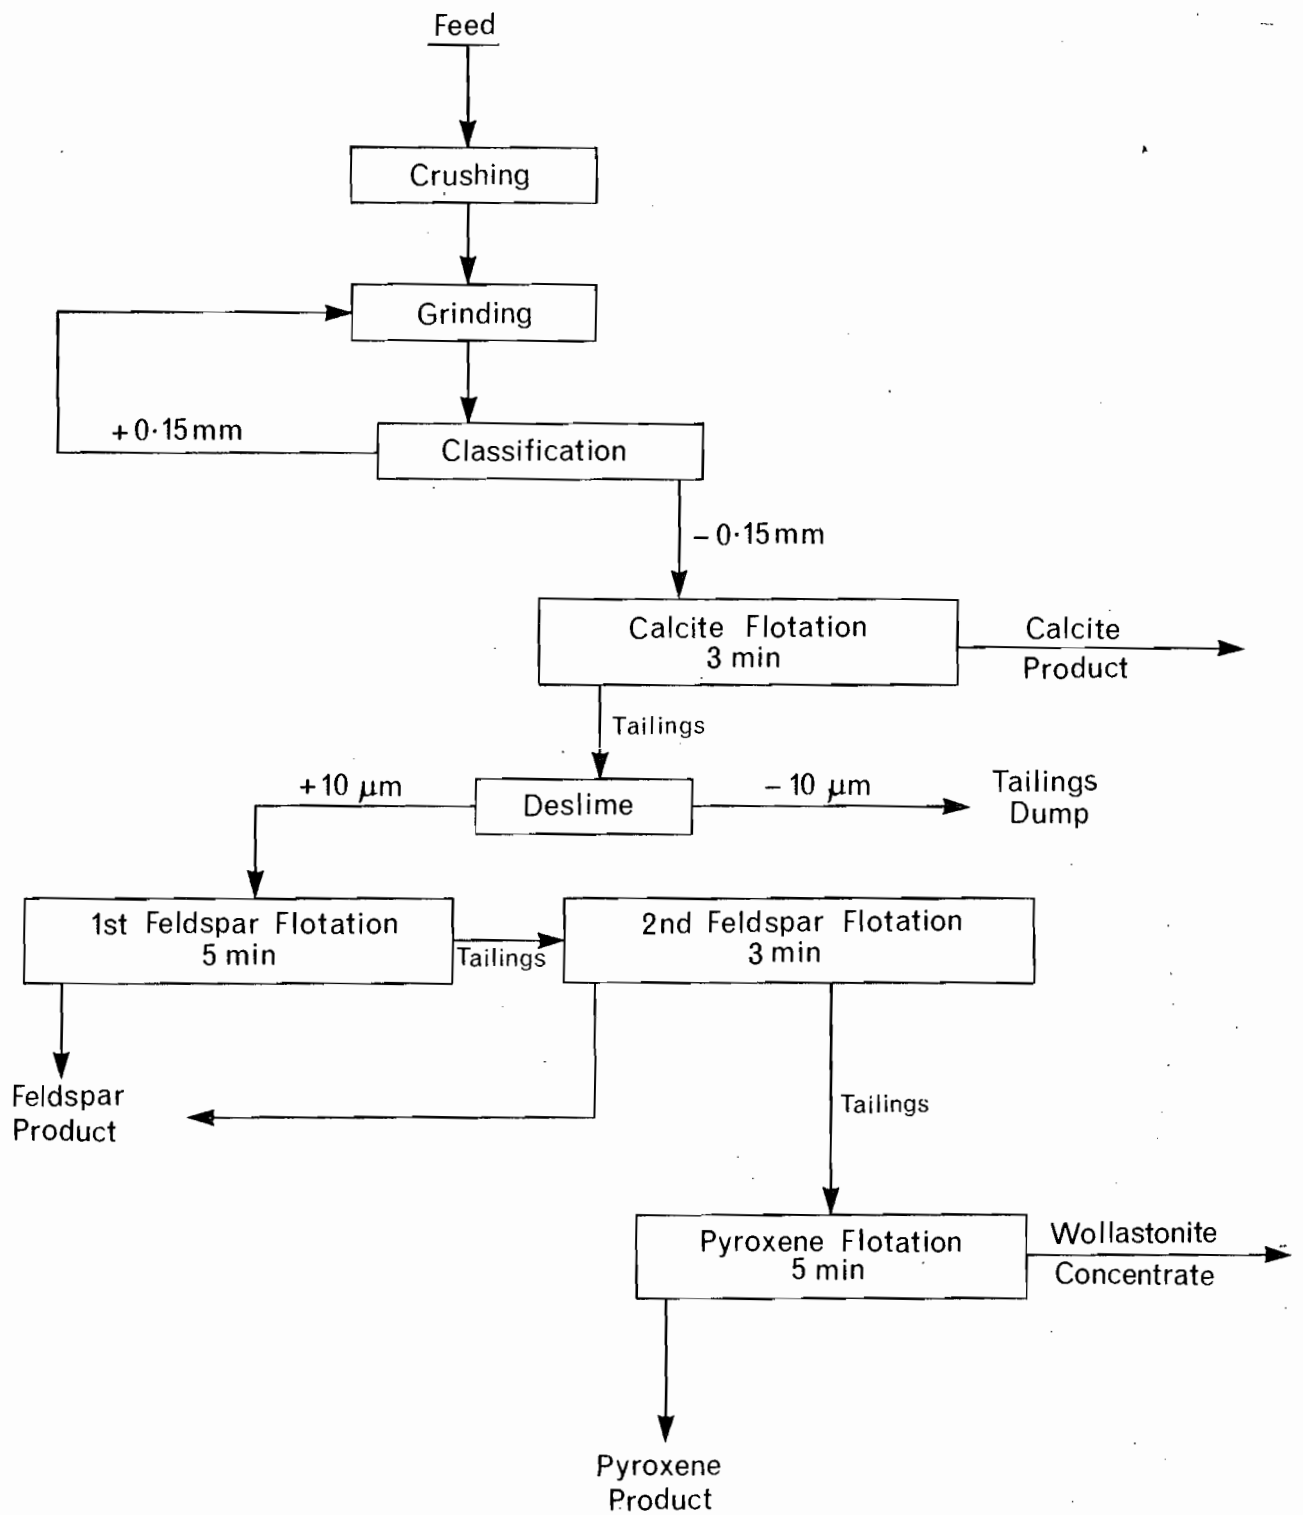 Feed
Crushing
Grinding
+0·15mm
Classification
-0·15mm
Calcite Flotation
3 min
Calcite
Product
Tailings
+10 μm
Deslime
-10 μm
Tailings
Dump
1st Feldspar Flotation
5 min
Tailings
2nd Feldspar Flotation
3 min
Feldspar
Product
Tailings
Pyroxene Flotation
5 min
Wollastonite
Concentrate
Pyroxene
Product